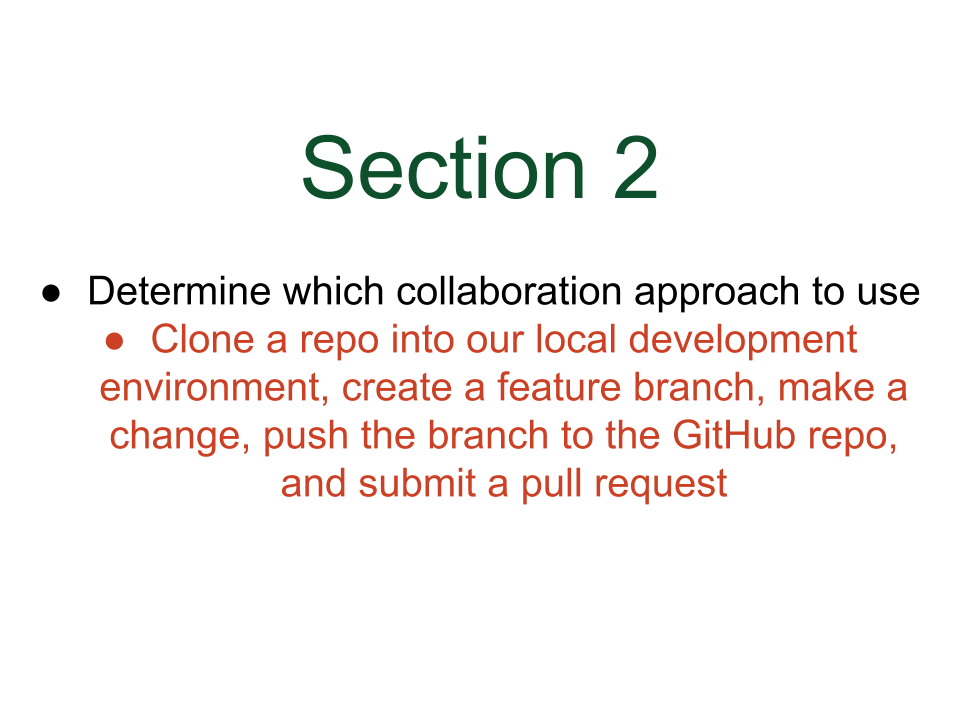 Section 2
● Determine which collaboration approach to use
● Clone a repo into our local development
environment, create a feature branch, make a
change, push the branch to the GitHub repo,
and submit a pull request